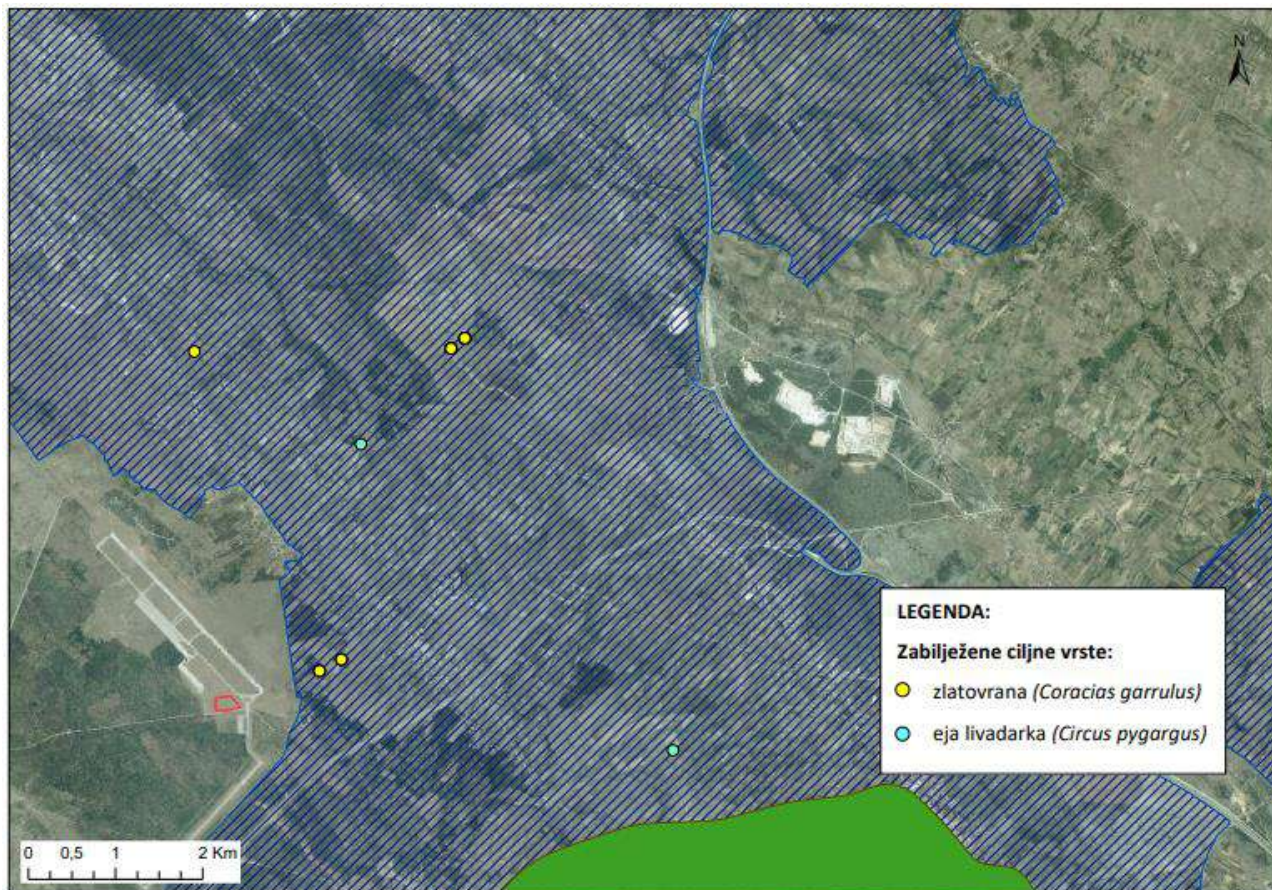 N
LEGENDA:
Zabilježene ciljne vrste:
zlatovrana (Coracias garrulus)
eja livadarka (Circus pygargus)
0 0,5 1 2 Km